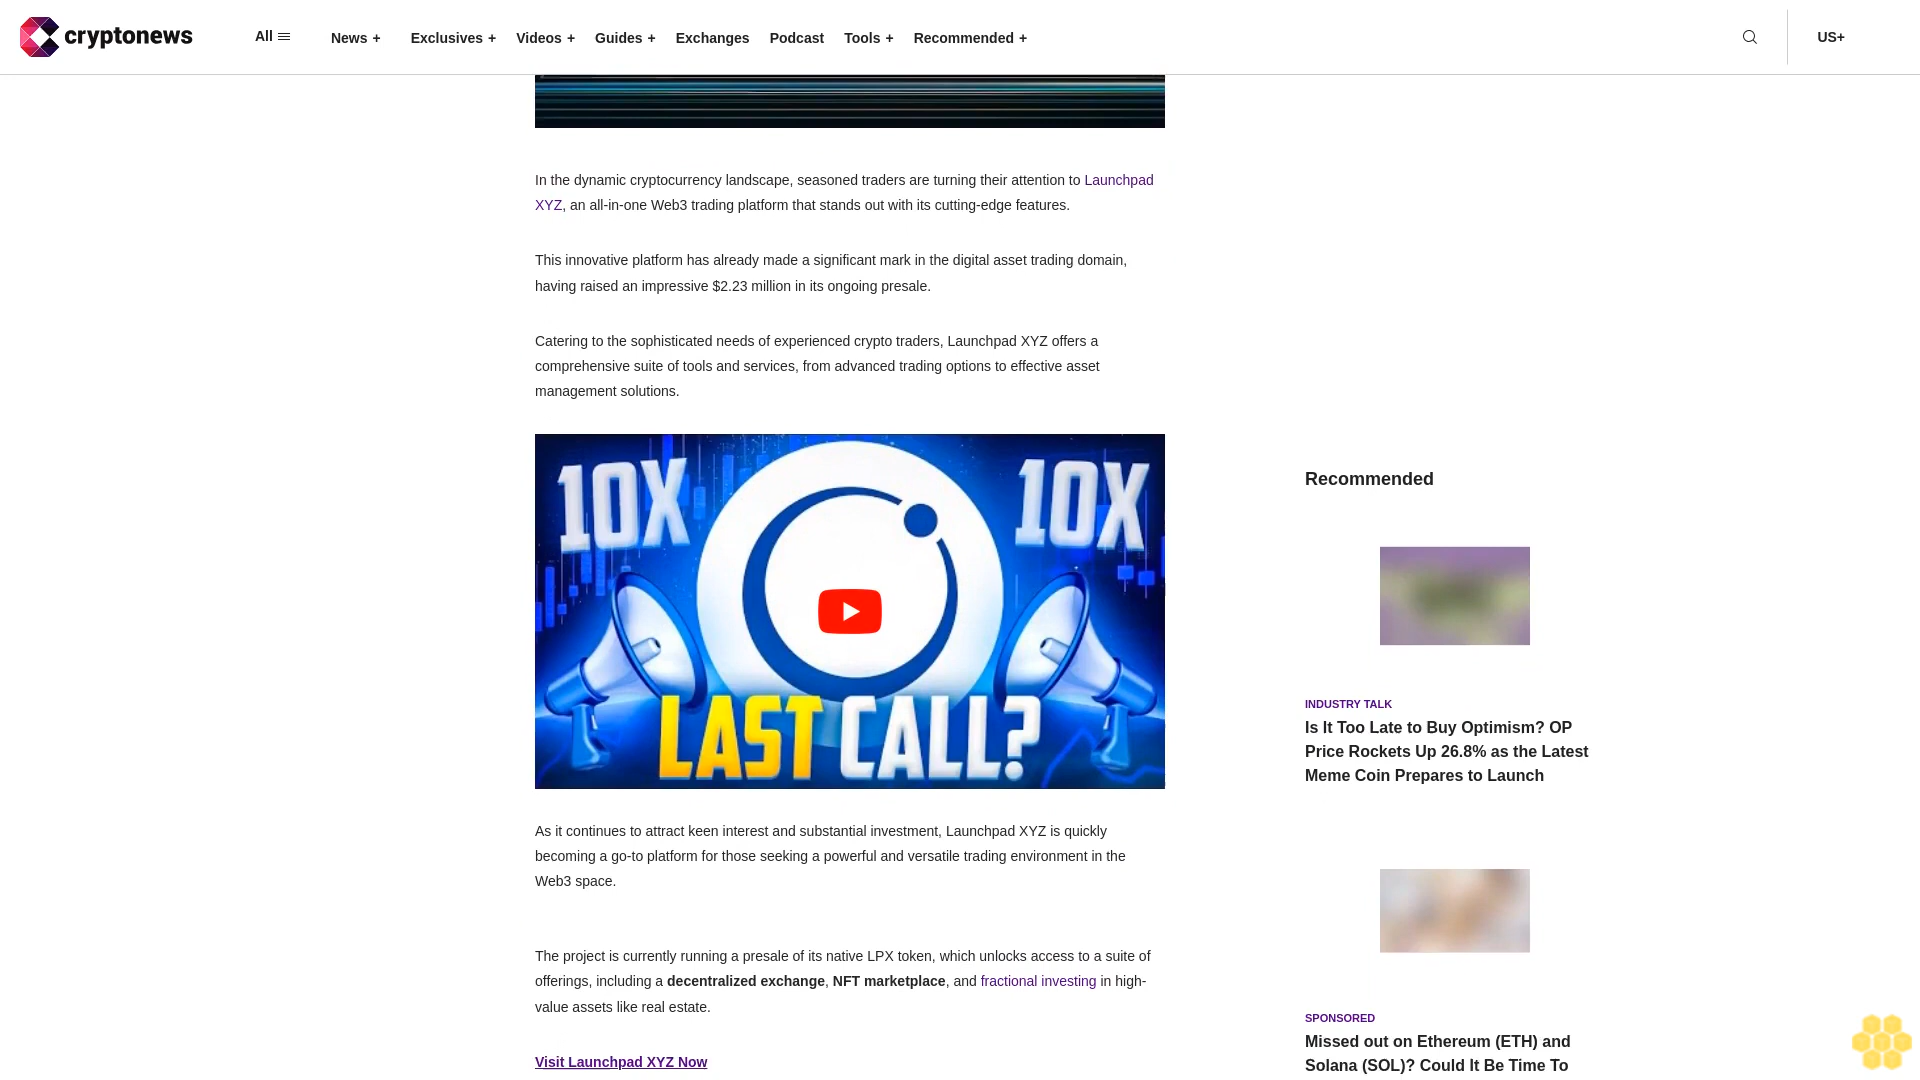 cryptonews
All
News +
Exclusives +
Videos +
Guides +
Exchanges
Podcast
Tools +
Recommended +
US+
In the dynamic cryptocurrency landscape, seasoned traders are turning their attention to Launchpad
XYZ, an all-in-one Web3 trading platform that stands out with its cutting-edge features.
This innovative platform has already made a significant mark in the digital asset trading domain,
having raised an impressive $2.23 million in its ongoing presale.
Catering to the sophisticated needs of experienced crypto traders, Launchpad XYZ offers a
comprehensive suite of tools and services, from advanced trading options to effective asset
management solutions.
10X
10X
LAST CALL?
As it continues to attract keen interest and substantial investment, Launchpad XYZ is quickly
becoming a go-to platform for those seeking a powerful and versatile trading environment in the
Web3 space.
The project is currently running a presale of its native LPX token, which unlocks access to a suite of
offerings, including a decentralized exchange, NFT marketplace, and fractional investing in high-
value assets like real estate.
Visit Launchpad XYZ Now
Recommended
INDUSTRY TALK
Is It Too Late to Buy Optimism? OP
Price Rockets Up 26.8% as the Latest
Meme Coin Prepares to Launch
SPONSORED
Missed out on Ethereum (ETH) and
Solana (SOL)? Could It Be Time To